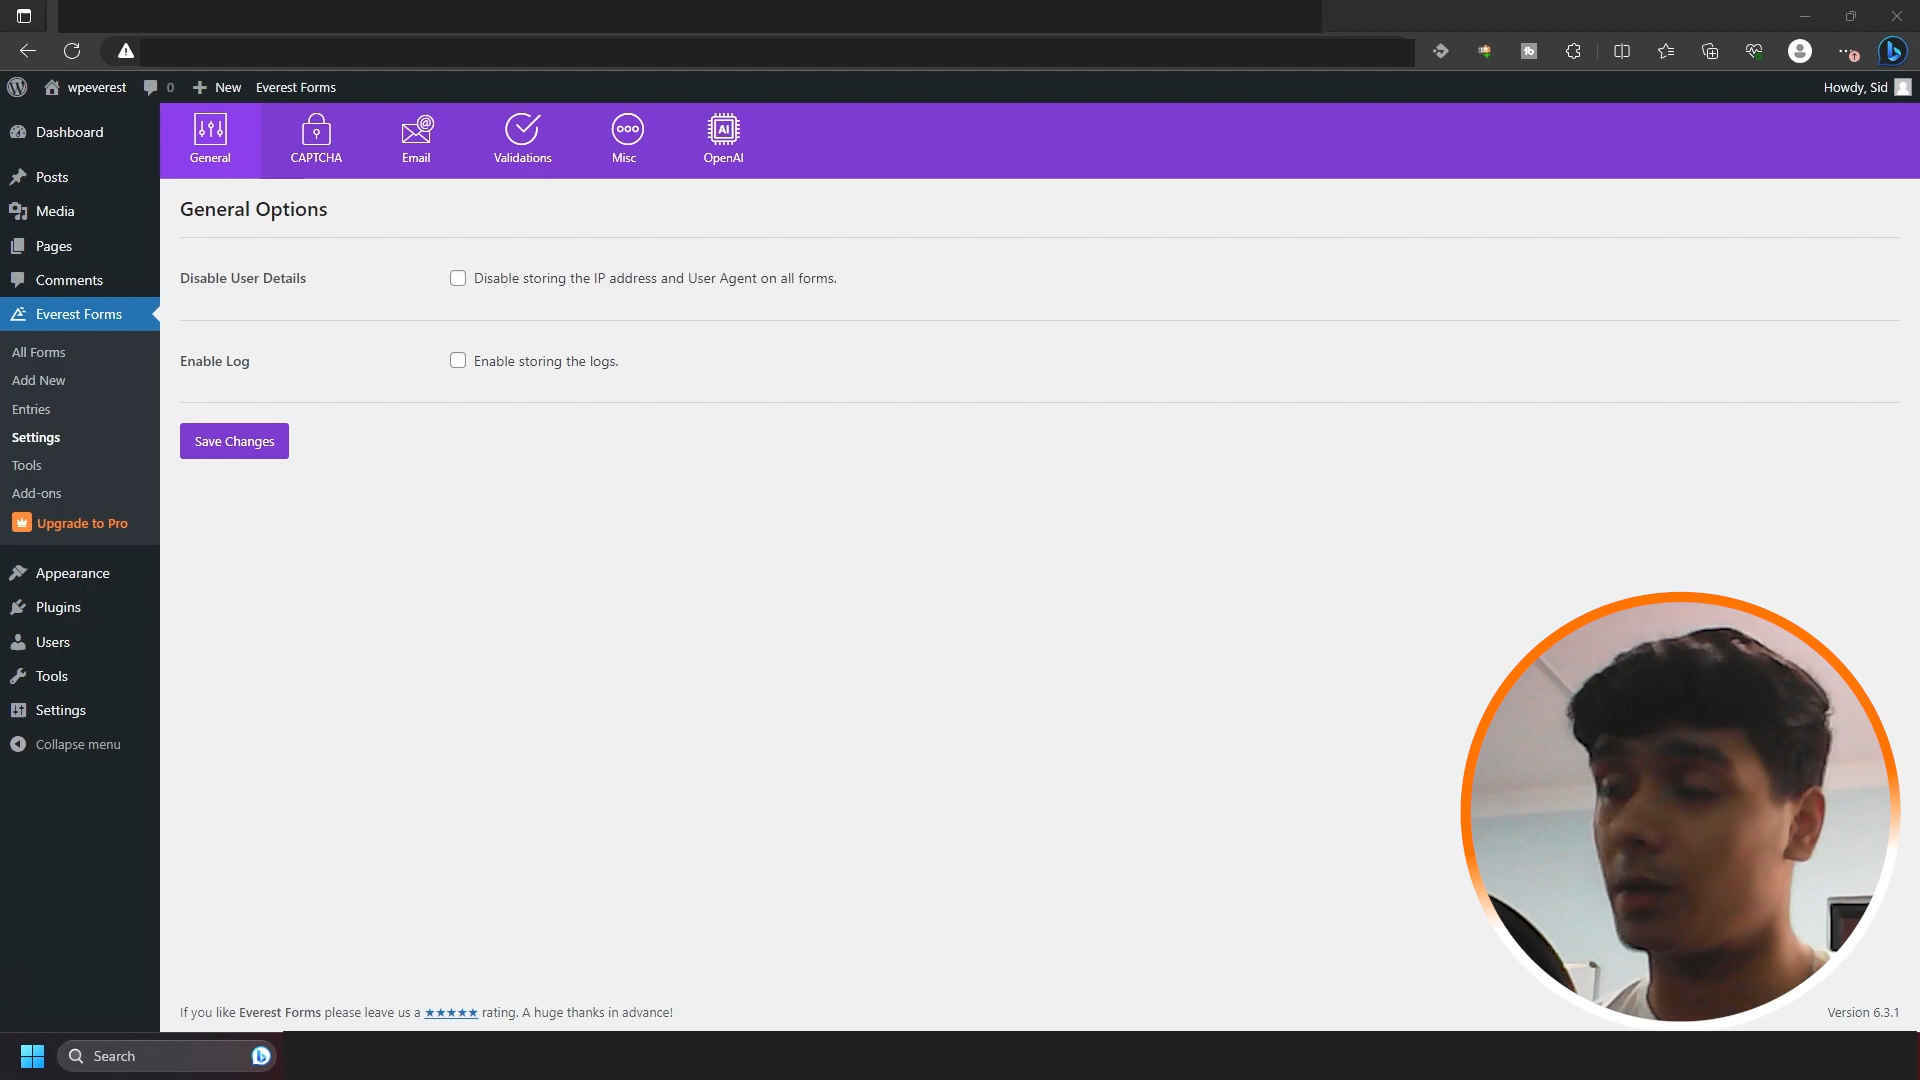 wpeverest
0
New
Everest Forms
Howdy, Sid
Dashboard
Posts
Media
Pages
Comments
Everest Forms
All Forms
Add New
Entries
Settings
Tools
Add-ons
Upgrade to Pro
Appearance
Plugins
Users
Tools
Settings
Collapse menu
General
CAPTCHA
Email
Validations
Misc
AI
OpenAI
General Options
Disable User Details
Disable storing the IP address and User Agent on all forms.
Enable Log
Enable storing the logs.
Save Changes
If you like Everest Forms please leave us a ★★★★★ rating. A huge thanks in advance!
Version 6.3.1
Search